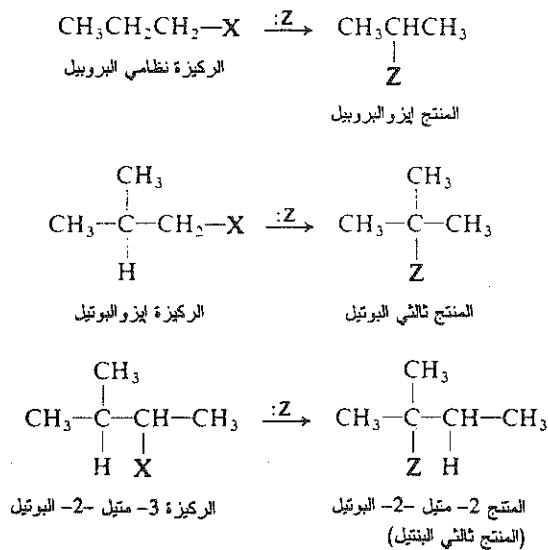 CH₃CH₂CH₂—X :Z→ CH₃CHCH₃
Z
الركيزة نظامي البروبيل
المنتج إيزوالبروبيل
CH₃ CH₃
CH₃—C—CH₂—X :Z→ CH₃—C—CH₃
H Z
الركيزة إيزوالبوتيل المنتج ثالثي البوتيل
CH₃ CH₃
CH₃—C—CH—CH₃ :Z→ CH₃—C—CH—CH₃
H X Z H
الركيزة 3- متيل -2- البوتيل المنتج 2- متيل -2- البوتيل
(المنتج ثالثي البنتيل)